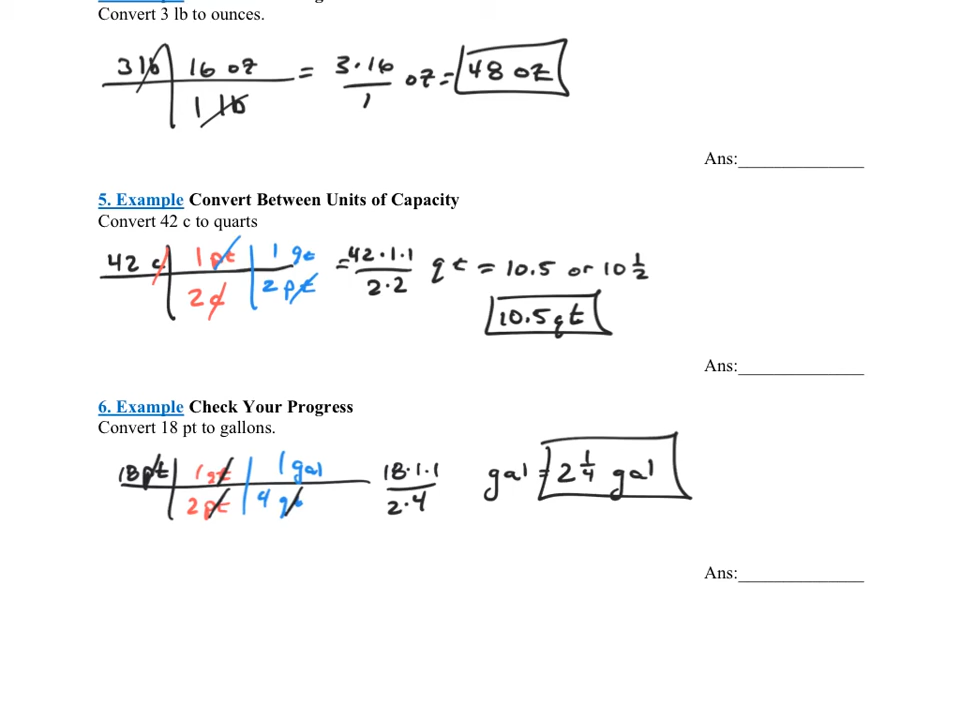 Convert 3 lb to ounces.
3 lb | 16 oz = 3·16 oz = 48 oz
1 lb 1
Ans:______________
5. Example Convert Between Units of Capacity
Convert 42 c to quarts
42 c | 1 pt | 1 qt = 42·1·1 qt = 10.5 or 10 1/2
2 c | 2 pt 2·2
10.5 qt
Ans:______________
6. Example Check Your Progress
Convert 18 pt to gallons.
18 pt | 1 qt | 1 gal 18·1·1 gal = 2 1/4 gal
2 pt | 4 qt 2·4
Ans:______________